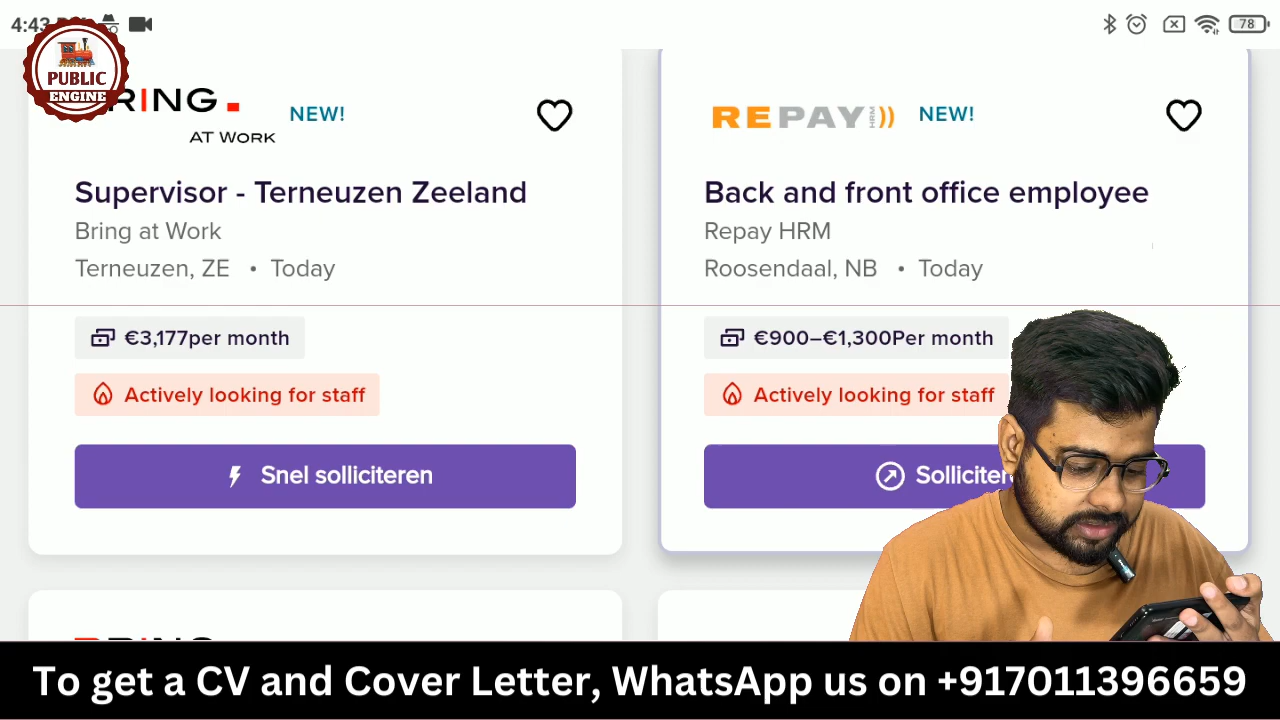 4:43
78
PUBLIC
ENGINE
RING
AT WORK
NEW!
Supervisor - Terneuzen Zeeland
Bring at Work
Terneuzen, ZE • Today
€3,177per month
Actively looking for staff
Snel solliciteren
REPAY HRM
NEW!
Back and front office employee
Repay HRM
Roosendaal, NB • Today
€900–€1,300Per month
Actively looking for staff
To get a CV and Cover Letter, WhatsApp us on +917011396659